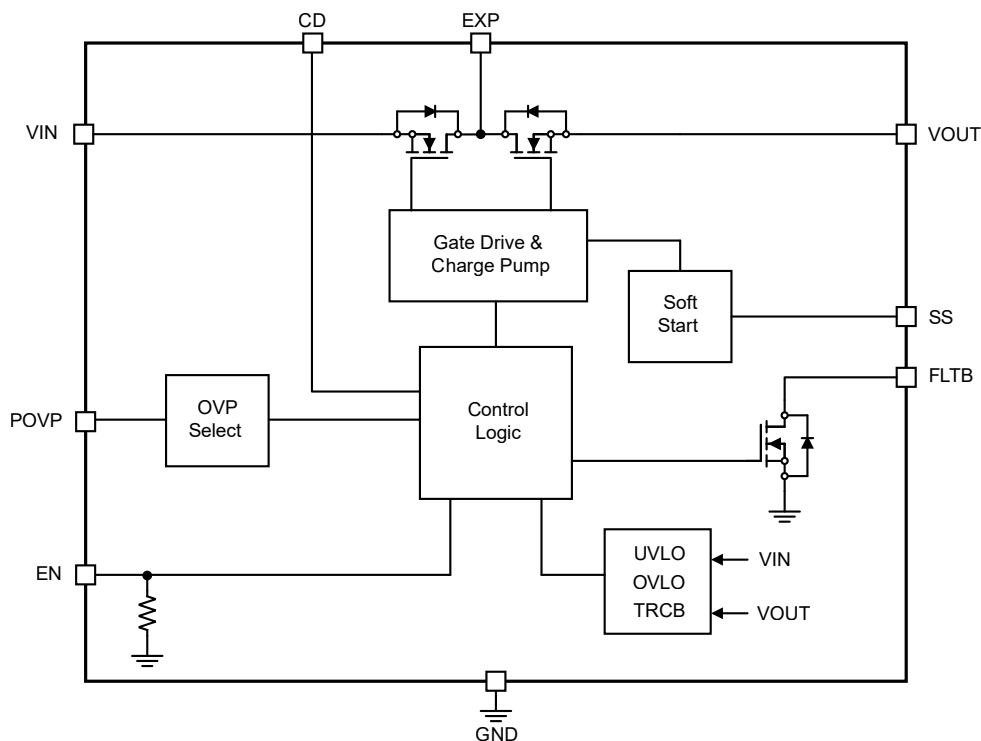 CD
EXP
VIN
VOUT
Gate Drive &
Charge Pump
Soft
Start
SS
FLTB
POVP
OVP
Select
Control
Logic
EN
UVLO
OVLO
TRCB
VIN
VOUT
GND